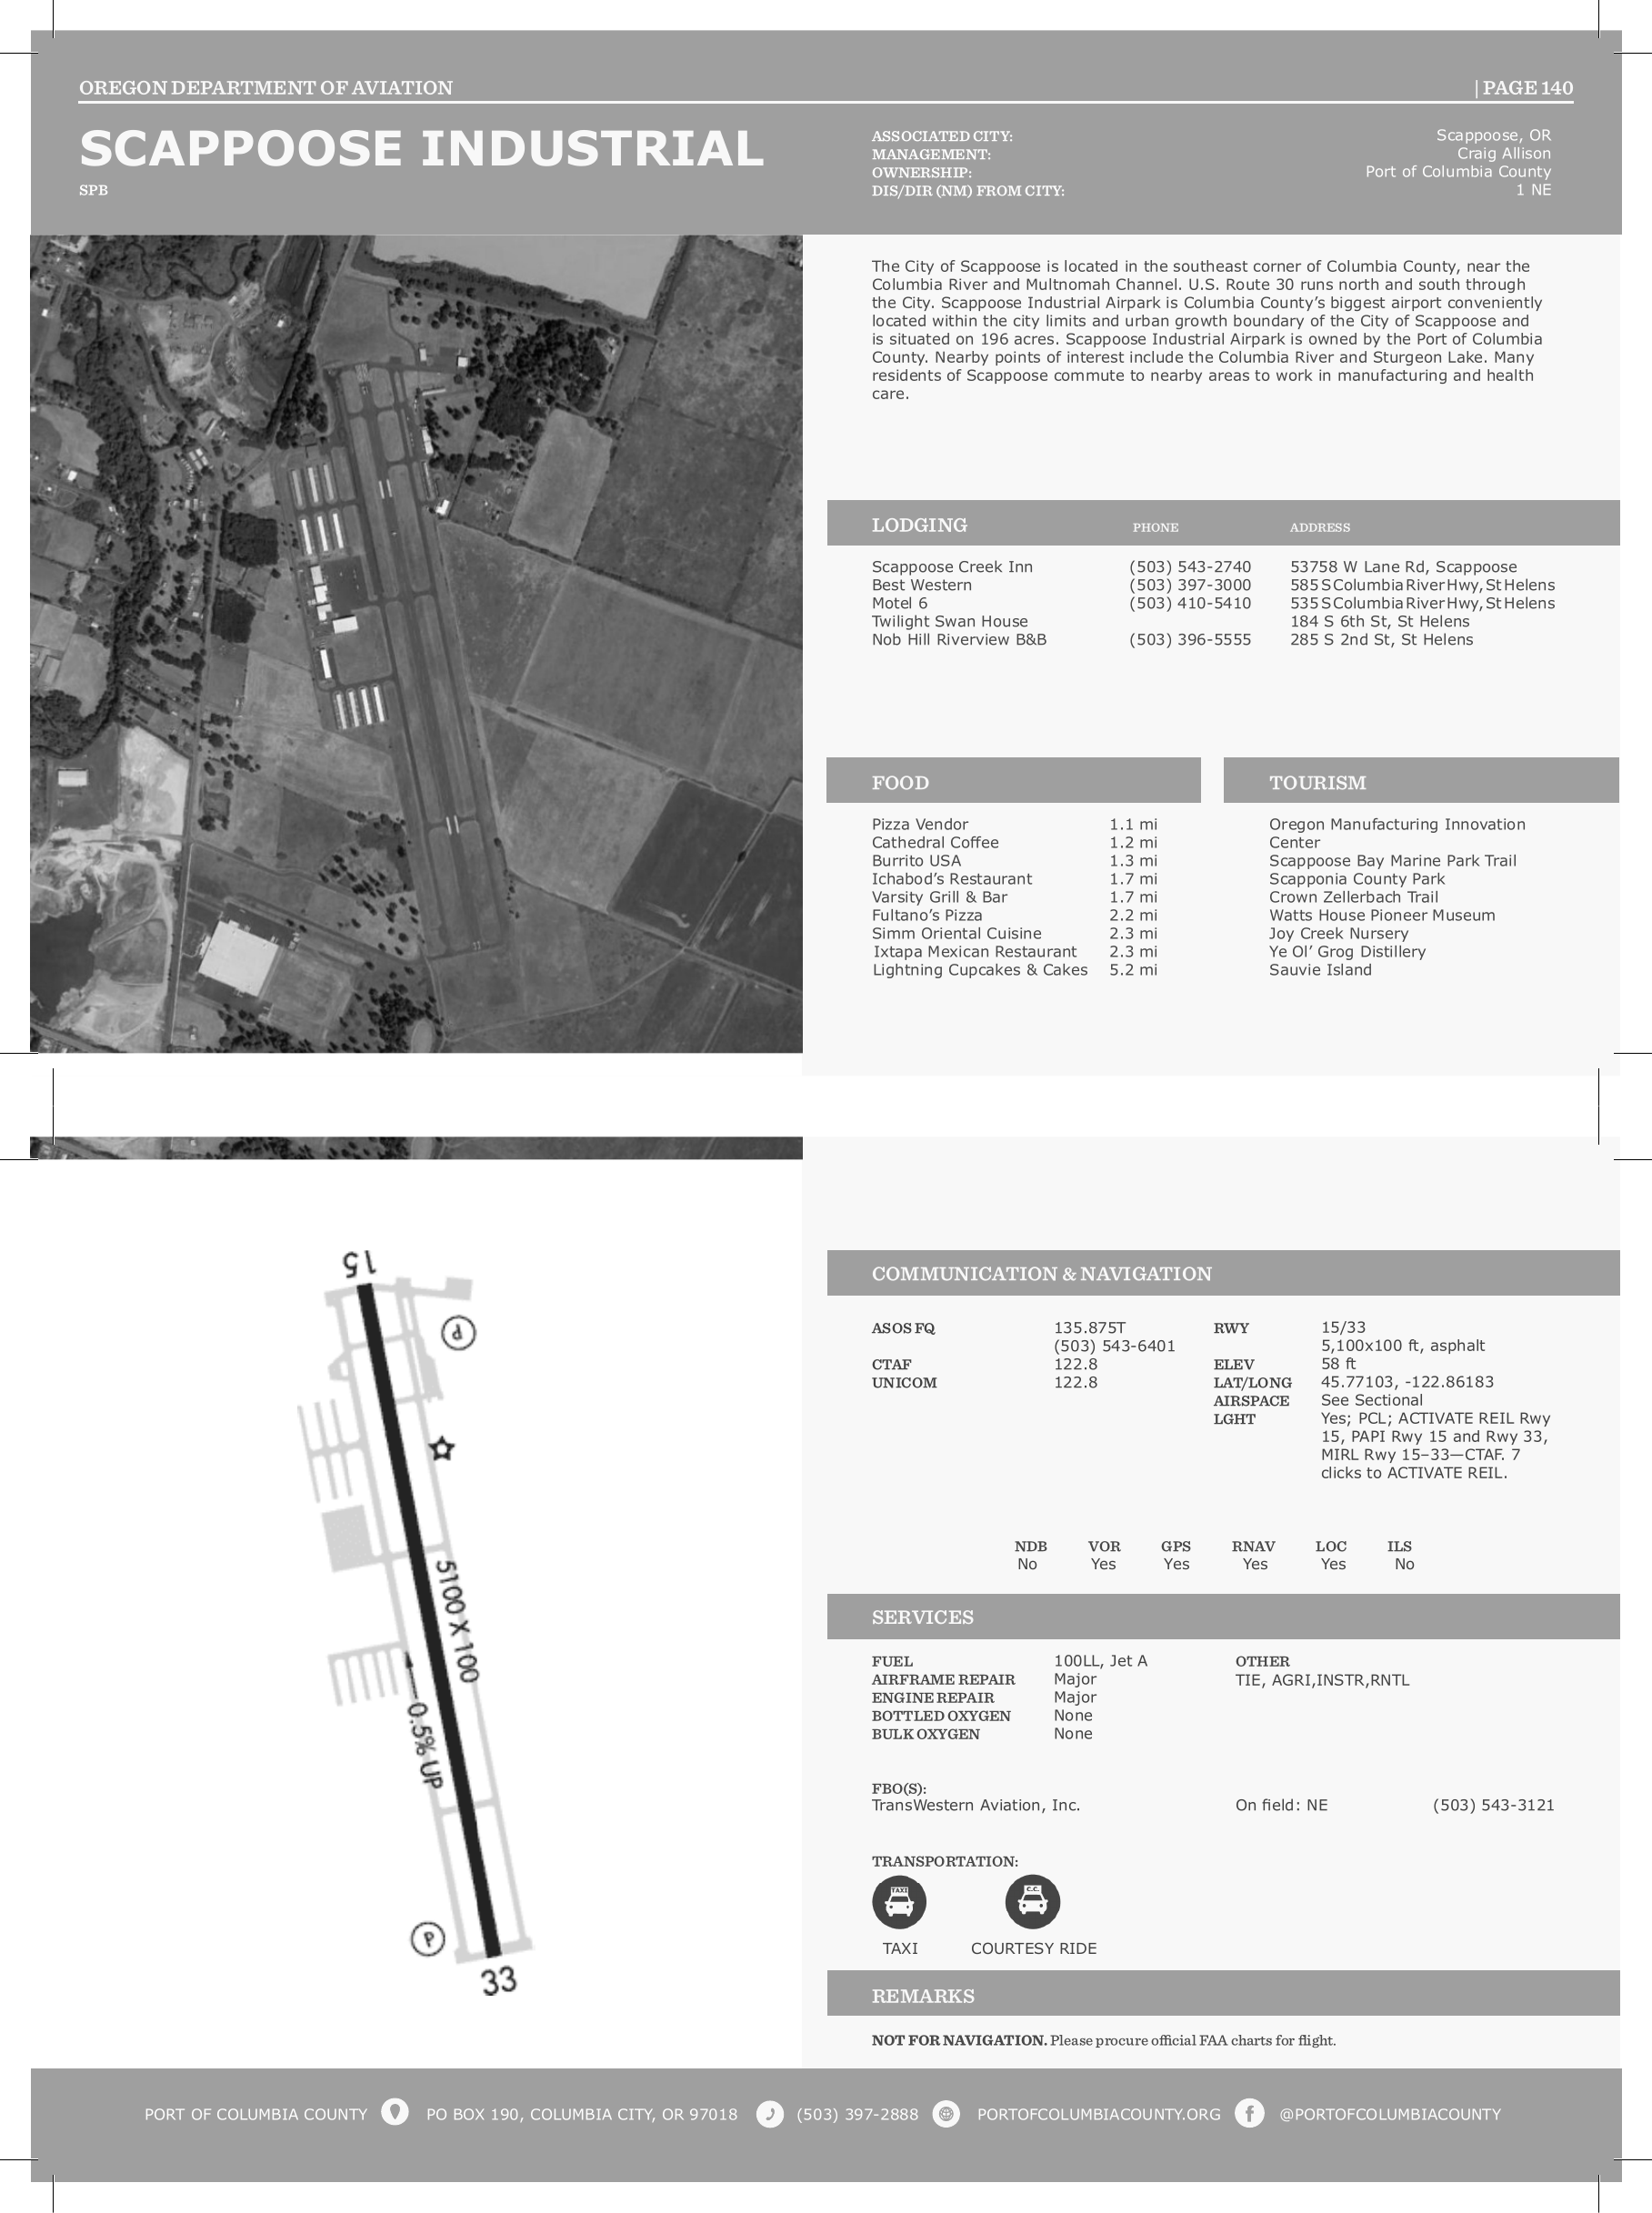 OREGON DEPARTMENT OF AVIATION | PAGE 140
SCAPPOOSE INDUSTRIAL
SPB
ASSOCIATED CITY: Scappoose, OR
MANAGEMENT: Craig Allison
OWNERSHIP: Port of Columbia County
DIS/DIR (NM) FROM CITY: 1 NE
The City of Scappoose is located in the southeast corner of Columbia County, near the
Columbia River and Multnomah Channel. U.S. Route 30 runs north and south through
the City. Scappoose Industrial Airpark is Columbia County’s biggest airport conveniently
located within the city limits and urban growth boundary of the City of Scappoose and
is situated on 196 acres. Scappoose Industrial Airpark is owned by the Port of Columbia
County. Nearby points of interest include the Columbia River and Sturgeon Lake. Many
residents of Scappoose commute to nearby areas to work in manufacturing and health
care.
LODGING PHONE ADDRESS
Scappoose Creek Inn (503) 543-2740 53758 W Lane Rd, Scappoose
Best Western (503) 397-3000 585 S Columbia River Hwy, St Helens
Motel 6 (503) 410-5410 535 S Columbia River Hwy, St Helens
Twilight Swan House 184 S 6th St, St Helens
Nob Hill Riverview B&B (503) 396-5555 285 S 2nd St, St Helens
FOOD
Pizza Vendor 1.1 mi
Cathedral Coffee 1.2 mi
Burrito USA 1.3 mi
Ichabod’s Restaurant 1.7 mi
Varsity Grill & Bar 1.7 mi
Fultano’s Pizza 2.2 mi
Simm Oriental Cuisine 2.3 mi
Ixtapa Mexican Restaurant 2.3 mi
Lightning Cupcakes & Cakes 5.2 mi
TOURISM
Oregon Manufacturing Innovation
Center
Scappoose Bay Marine Park Trail
Scapponia County Park
Crown Zellerbach Trail
Watts House Pioneer Museum
Joy Creek Nursery
Ye Ol’ Grog Distillery
Sauvie Island
15
P
5100 X 100
0.5% UP
P
33
COMMUNICATION & NAVIGATION
ASOS FQ 135.875T
(503) 543-6401
CTAF 122.8
UNICOM 122.8
RWY 15/33
5,100x100 ft, asphalt
ELEV 58 ft
LAT/LONG 45.77103, -122.86183
AIRSPACE See Sectional
LGHT Yes; PCL; ACTIVATE REIL Rwy
15, PAPI Rwy 15 and Rwy 33,
MIRL Rwy 15–33—CTAF. 7
clicks to ACTIVATE REIL.
NDB VOR GPS RNAV LOC ILS
No Yes Yes Yes Yes No
SERVICES
FUEL 100LL, Jet A
AIRFRAME REPAIR Major
ENGINE REPAIR Major
BOTTLED OXYGEN None
BULK OXYGEN None
OTHER
TIE, AGRI,INSTR,RNTL
FBO(S):
TransWestern Aviation, Inc. On field: NE (503) 543-3121
TRANSPORTATION:
TAXI C.C.
TAXI COURTESY RIDE
REMARKS
NOT FOR NAVIGATION. Please procure official FAA charts for flight.
PORT OF COLUMBIA COUNTY PO BOX 190, COLUMBIA CITY, OR 97018 (503) 397-2888 PORTOFCOLUMBIACOUNTY.ORG @PORTOFCOLUMBIACOUNTY